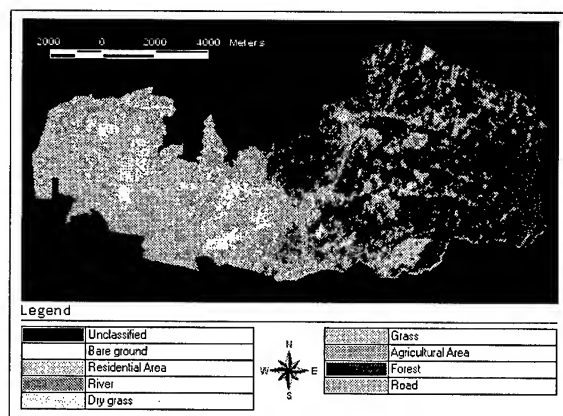 2000 0 2000 4000 Meters
Legend
Unclassified
Bare ground
Residential Area
River
Dry grass
N
W E
S
Grass
Agricultural Area
Forest
Road